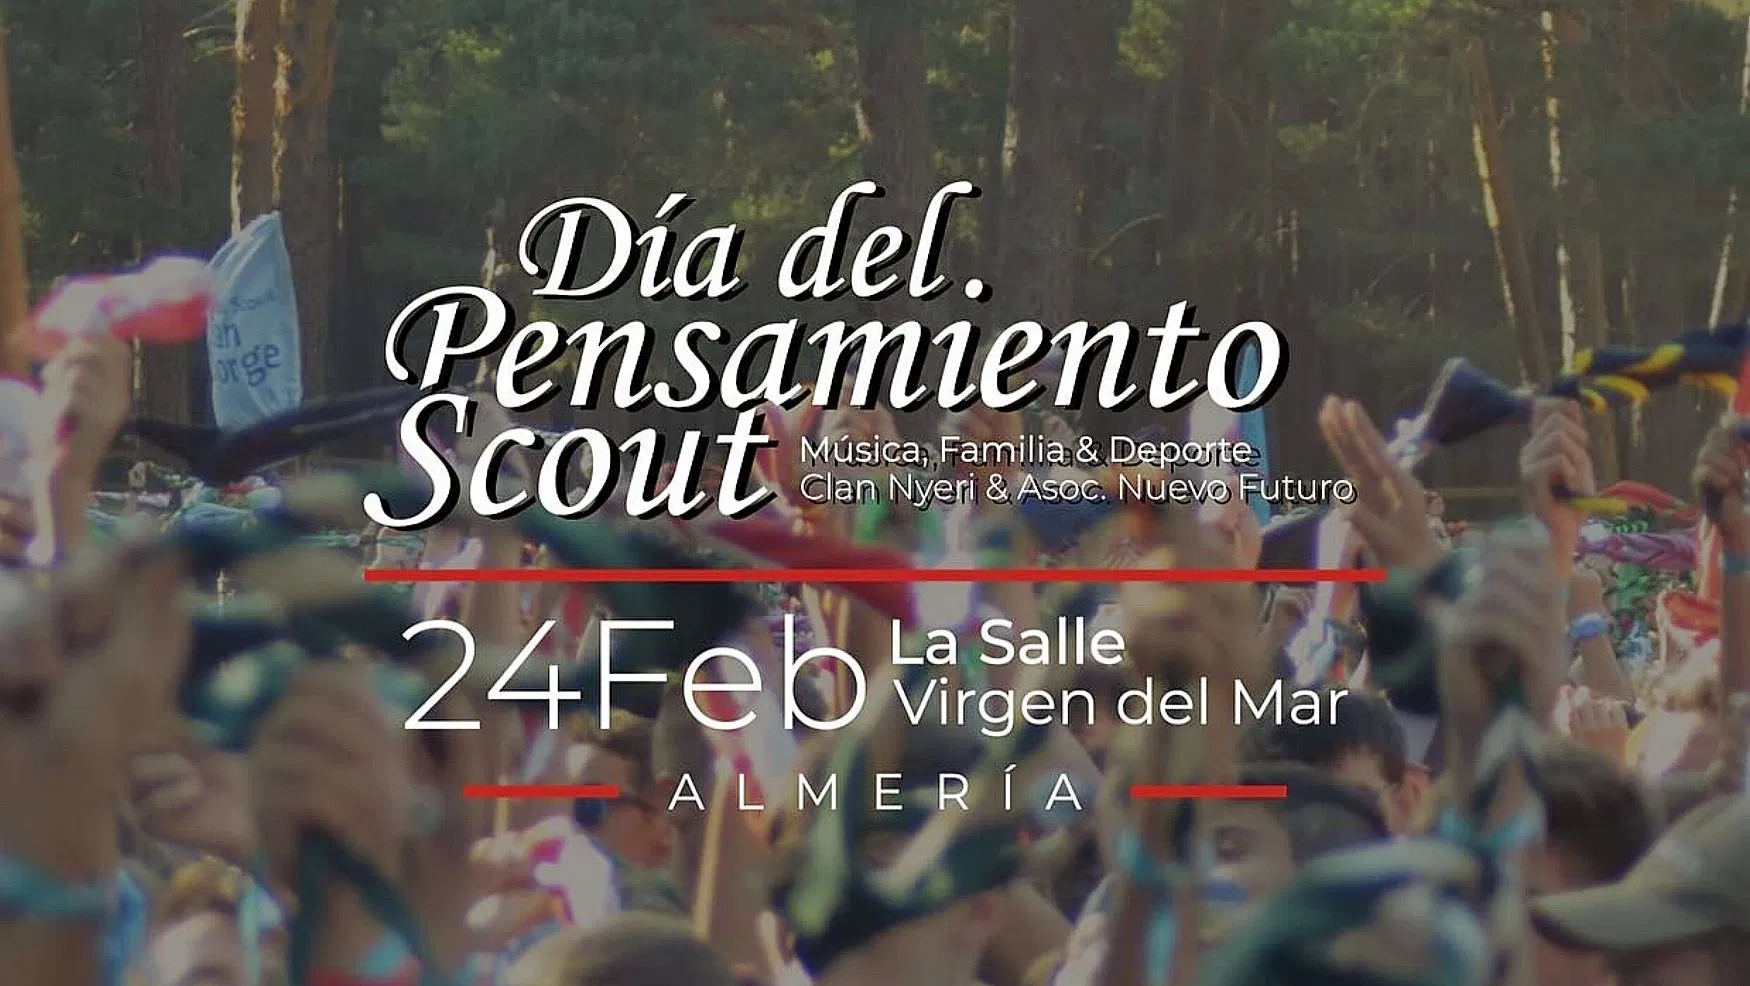 Día del.
Pensamiento
Scout
Música, Familia & Deporte
Clan Nyeri & Asoc. Nuevo Futuro
24Feb
La Salle
Virgen del Mar
ALMERÍA
orge